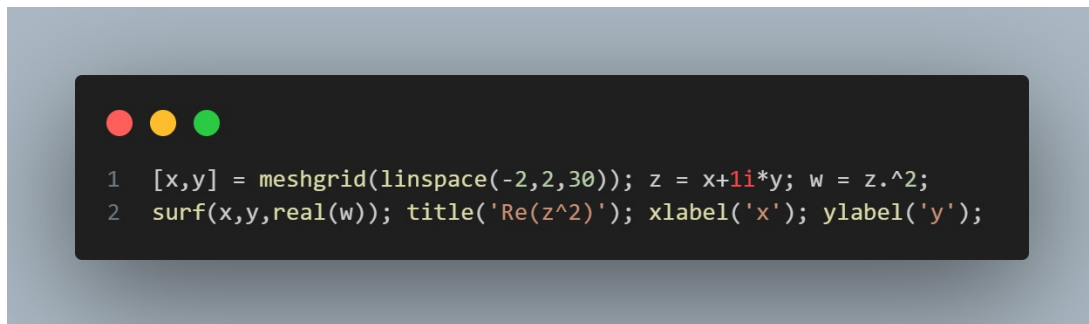 1 [x,y] = meshgrid(linspace(-2,2,30)); z = x+1i*y; w = z.^2;
2 surf(x,y,real(w)); title('Re(z^2)'); xlabel('x'); ylabel('y');